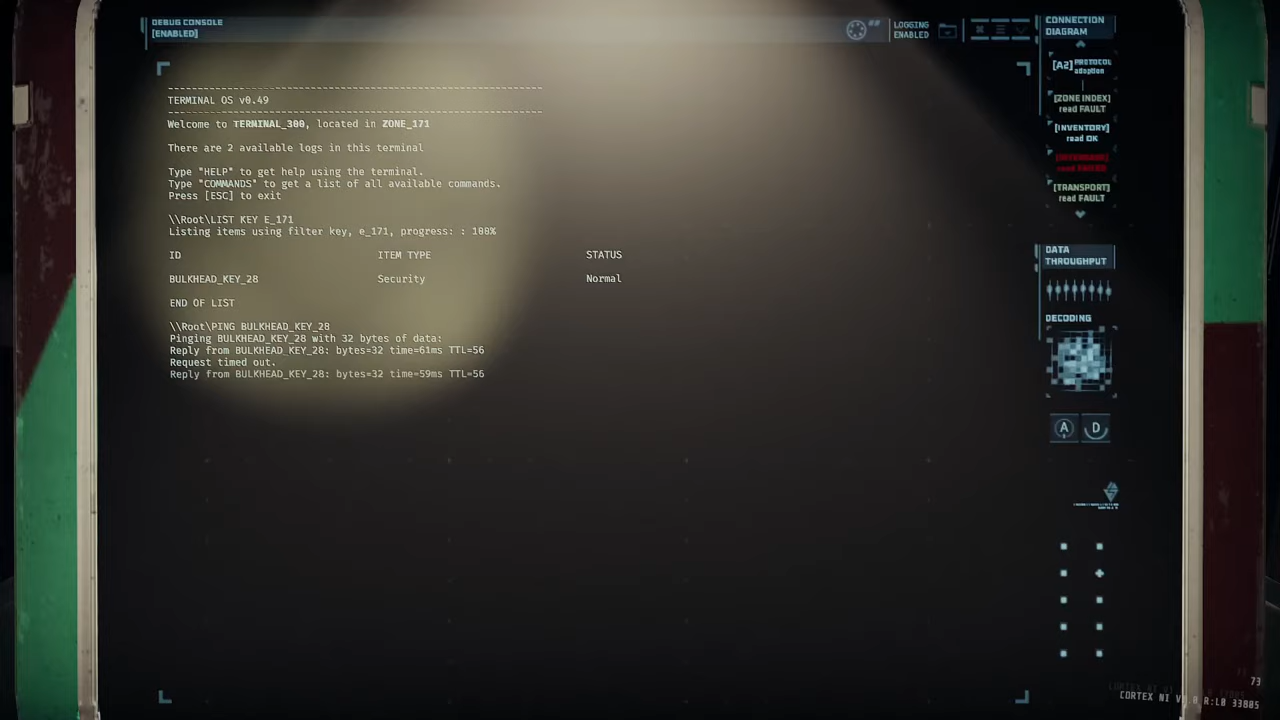 DEBUG CONSOLE
[ENABLED]
LOGGING
ENABLED
CONNECTION
DIAGRAM
[A2] PROTOCOL
adaption
[ZONE INDEX]
read FAULT
[INVENTORY]
read OK
[TRANSPORT]
read FAULT
DATA
THROUGHPUT
DECODING
A D
---------------------------------------------------------------
TERMINAL OS v0.49
---------------------------------------------------------------
Welcome to TERMINAL_300, located in ZONE_171
There are 2 available logs in this terminal
Type "HELP" to get help using the terminal.
Type "COMMANDS" to get a list of all available commands.
Press [ESC] to exit
\\Root\LIST KEY E_171
Listing items using filter key, e_171, progress: : 100%
ID ITEM TYPE STATUS
BULKHEAD_KEY_28 Security Normal
END OF LIST
\\Root\PING BULKHEAD_KEY_28
Pinging BULKHEAD_KEY_28 with 32 bytes of data:
Reply from BULKHEAD_KEY_28: bytes=32 time=61ms TTL=56
Request timed out.
Reply from BULKHEAD_KEY_28: bytes=32 time=59ms TTL=56
73